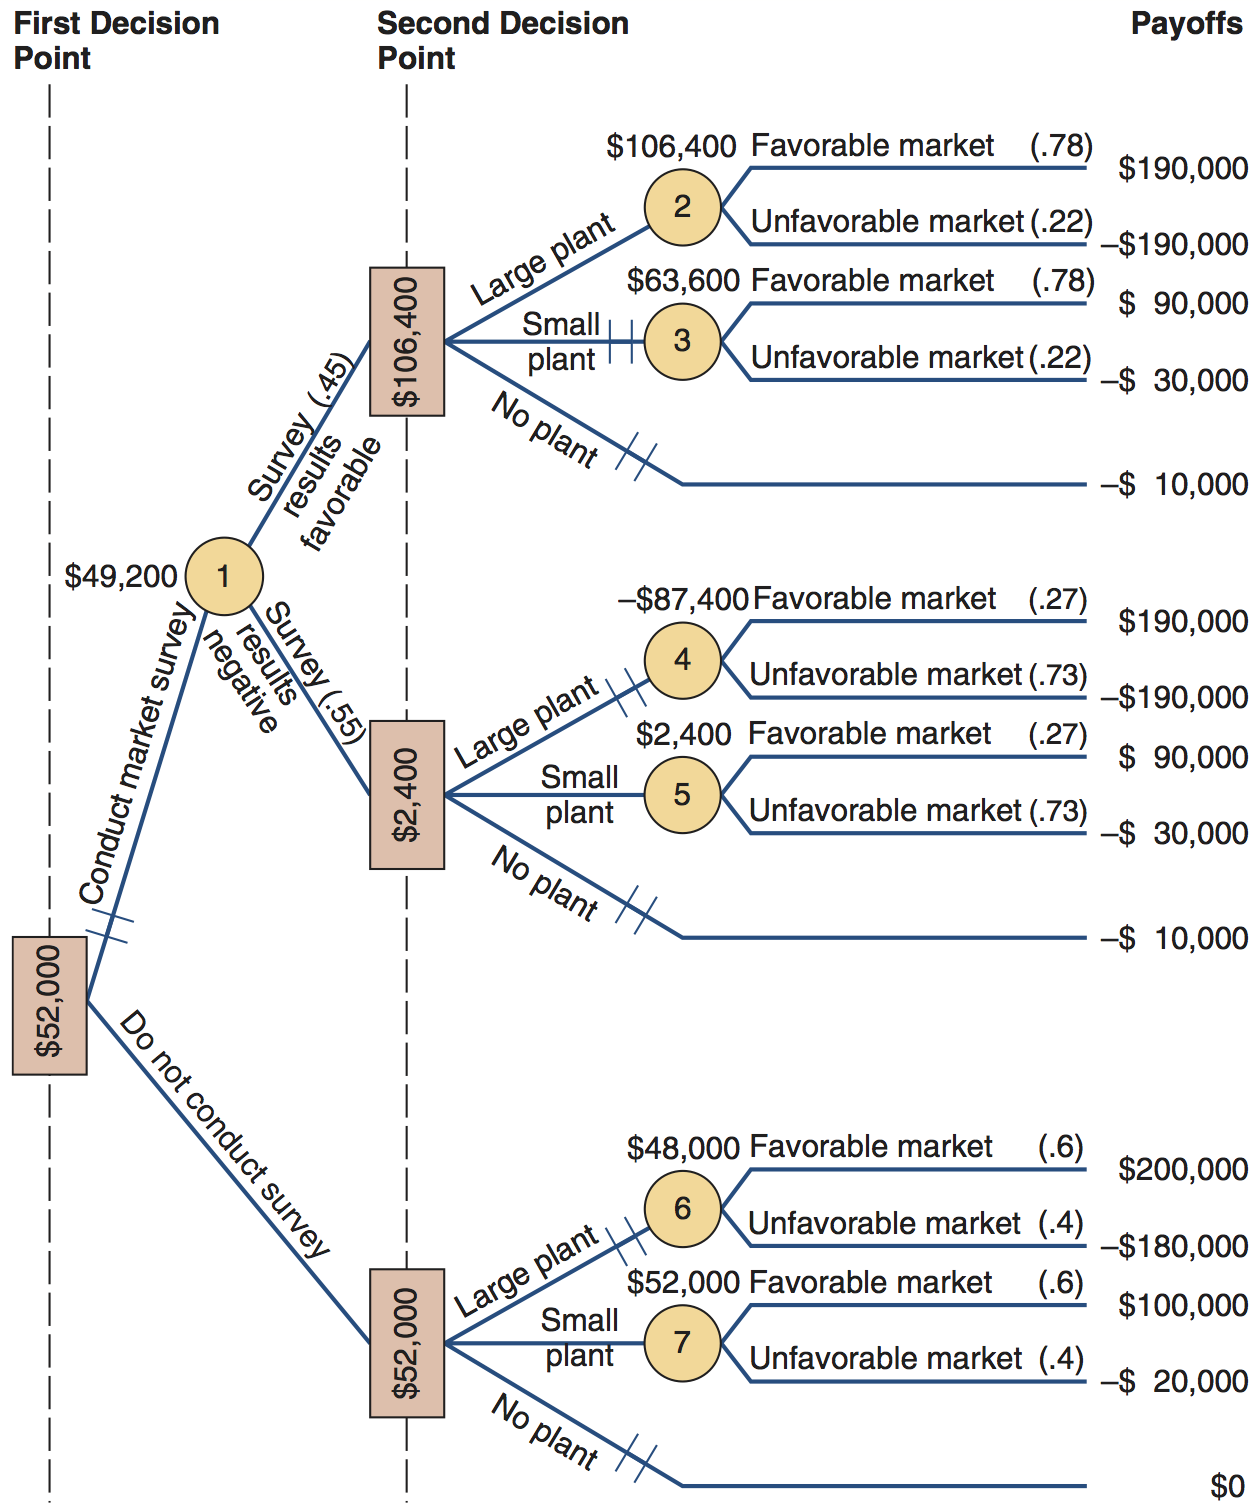 First Decision
Point
Second Decision
Point
Payoffs
$106,400
Favorable market (.78)
$190,000
2
Unfavorable market (.22)
–$190,000
Large plant
$63,600
Favorable market (.78)
$ 90,000
Small
plant
3
Unfavorable market (.22)
–$ 30,000
$106,400
No plant
–$ 10,000
Survey (.45)
results
favorable
$49,200
1
Survey (.55)
results
negative
Conduct market survey
–$87,400
Favorable market (.27)
$190,000
4
Unfavorable market (.73)
–$190,000
Large plant
$2,400
Favorable market (.27)
$ 90,000
Small
plant
5
Unfavorable market (.73)
–$ 30,000
$2,400
No plant
–$ 10,000
$52,000
Do not conduct survey
$48,000
Favorable market (.6)
$200,000
6
Unfavorable market (.4)
–$180,000
Large plant
$52,000
Favorable market (.6)
$100,000
Small
plant
7
Unfavorable market (.4)
–$ 20,000
$52,000
No plant
$0